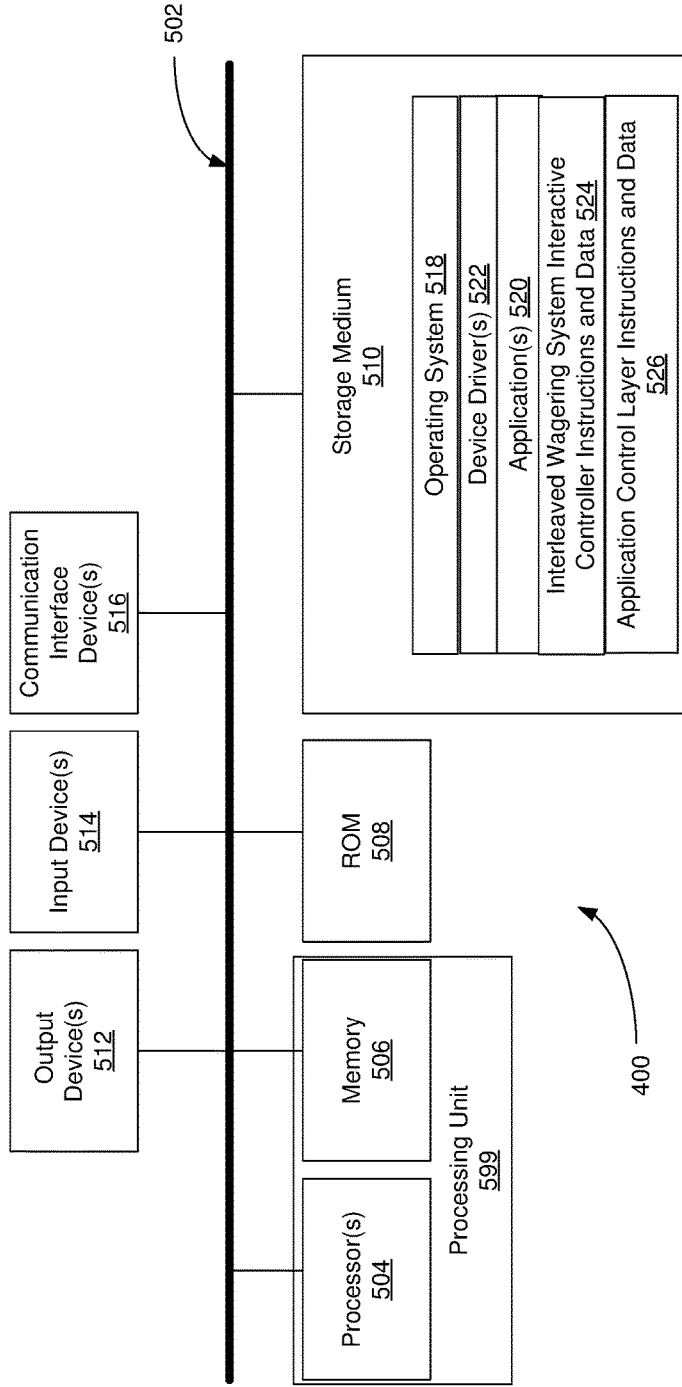 502
Output
Device(s)
512
Input Device(s)
514
Communication
Interface
Device(s)
516
Processor(s)
504
Memory
506
Processing Unit
599
ROM
508
Storage Medium
510
Operating System 518
Device Driver(s) 522
Application(s) 520
Interleaved Wagering System Interactive
Controller Instructions and Data 524
Application Control Layer Instructions and Data
526
400